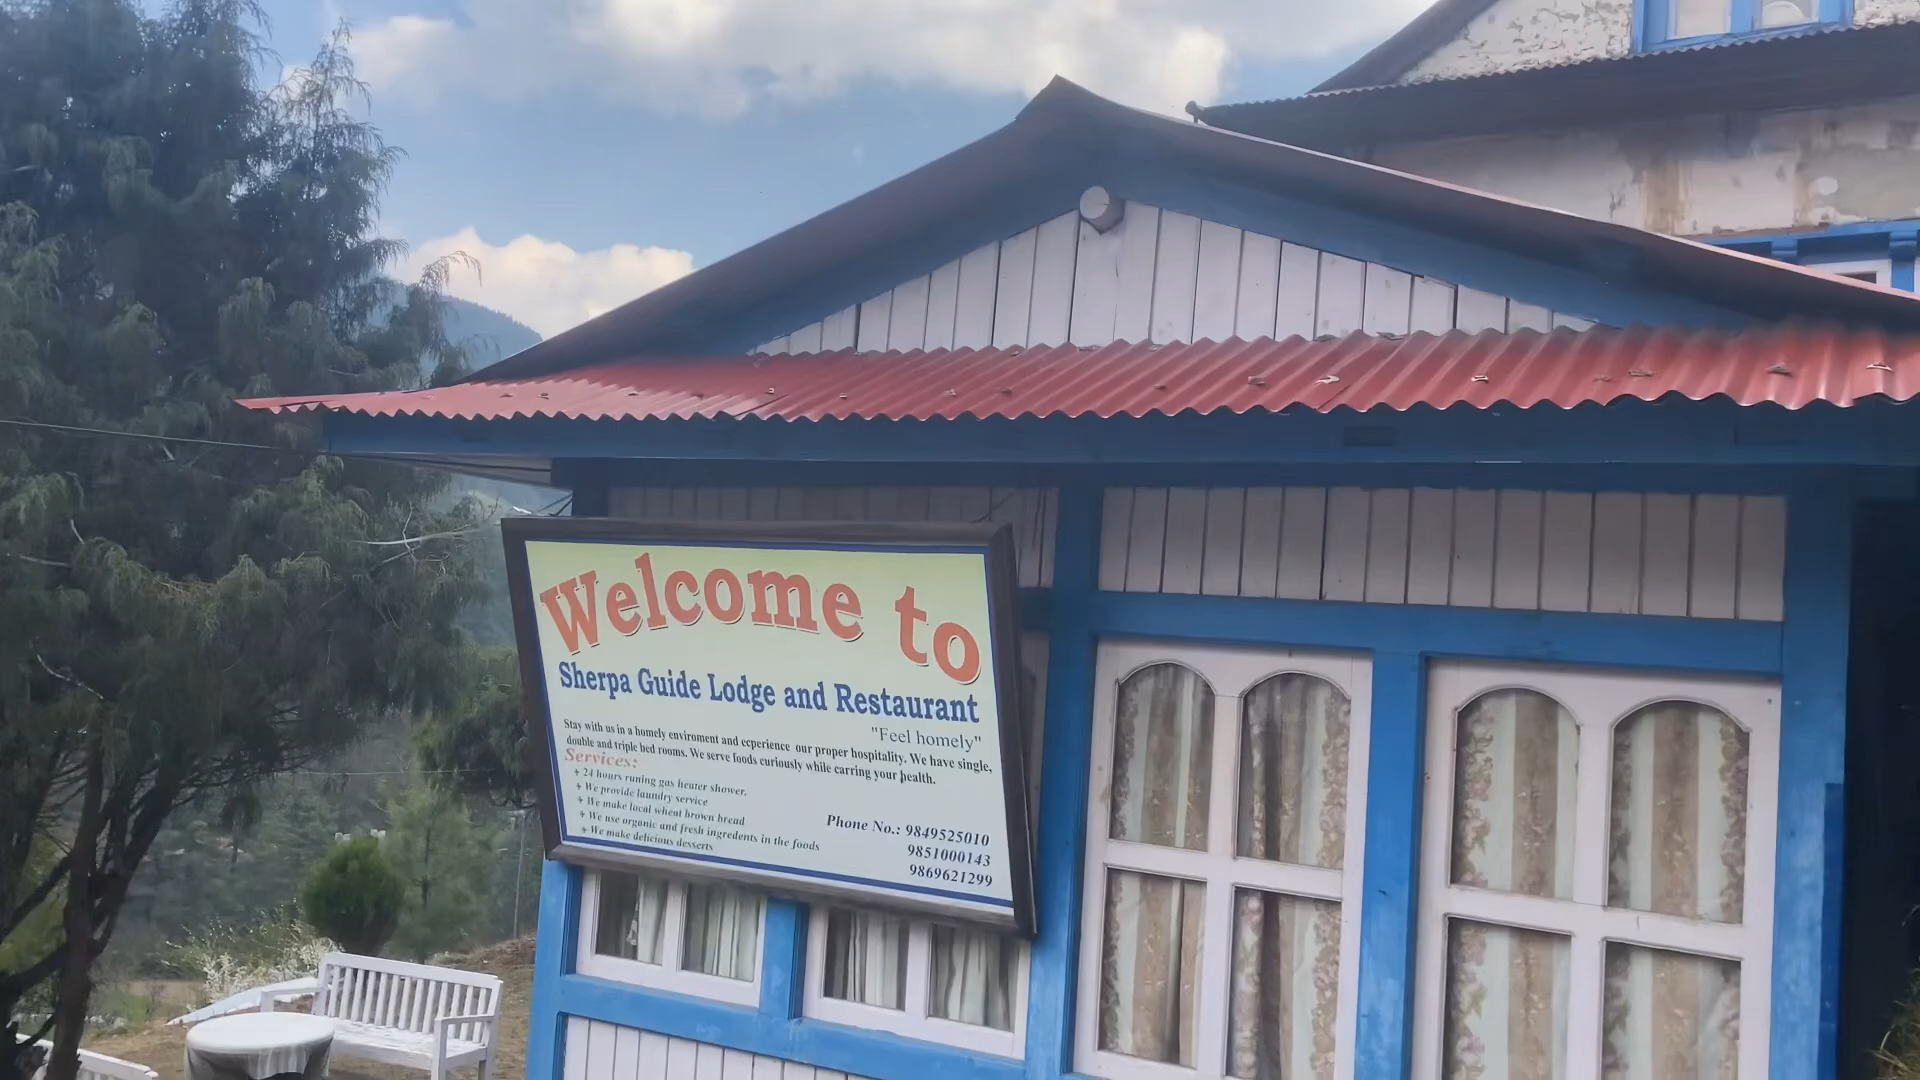 Welcome to
Sherpa Guide Lodge and Restaurant
"Feel homely"
Stay with us in a homely enviroment and ecperience our proper hospitality. We have single,
double and triple bed rooms. We serve foods curiously while carring your health.
Services:
+ 24 hours runing gas heater shower.
+ We provide laundry service
+ We make local wheat brown bread
+ We use organic and fresh ingredents in the foods
+ We make delicious desserts
Phone No.: 9849525010
9851000143
9869621299